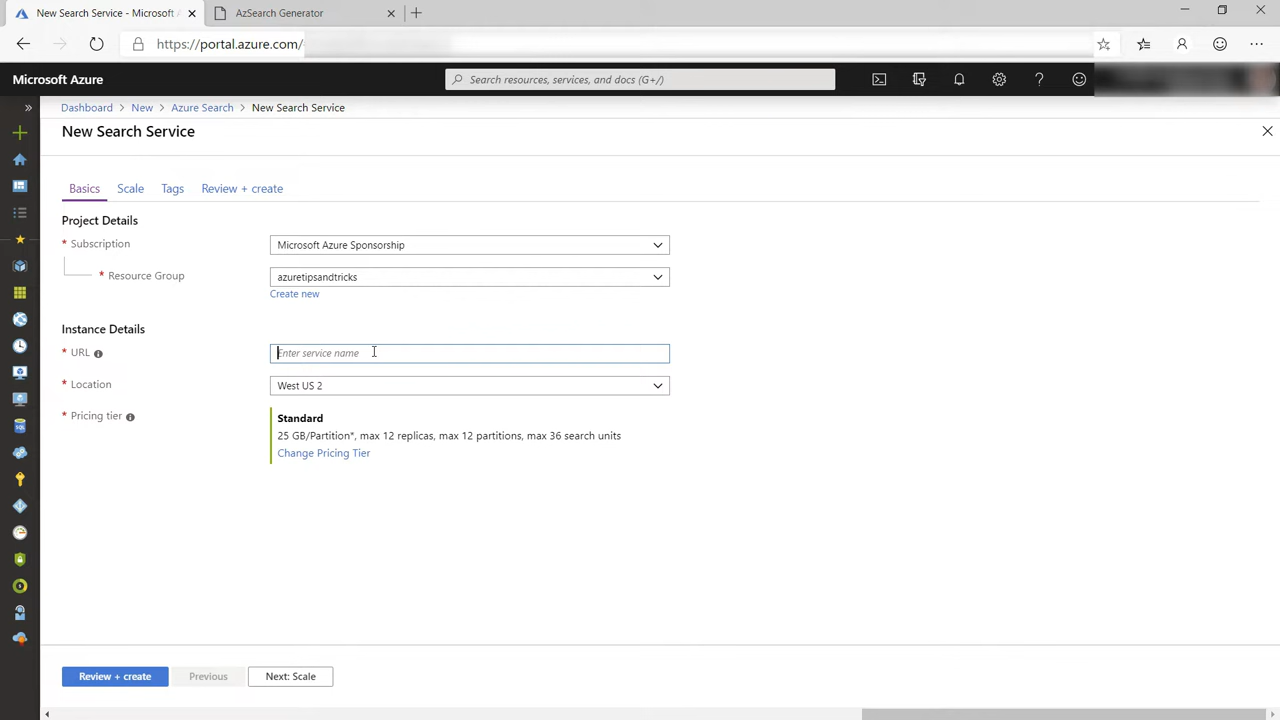 New Search Service - Microsoft A
AzSearch Generator
https://portal.azure.com/
Microsoft Azure
Search resources, services, and docs (G+/)
Dashboard > New > Azure Search > New Search Service
New Search Service
Basics Scale Tags Review + create
Project Details
* Subscription
Microsoft Azure Sponsorship
* Resource Group
azuretipsandtricks
Create new
Instance Details
* URL
Enter service name
* Location
West US 2
* Pricing tier
Standard
25 GB/Partition*, max 12 replicas, max 12 partitions, max 36 search units
Change Pricing Tier
Review + create Previous Next: Scale